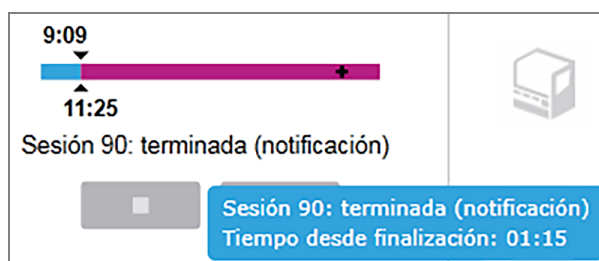 9:09
11:25
Sesión 90: terminada (notificación)
Sesión 90: terminada (notificación)
Tiempo desde finalización: 01:15